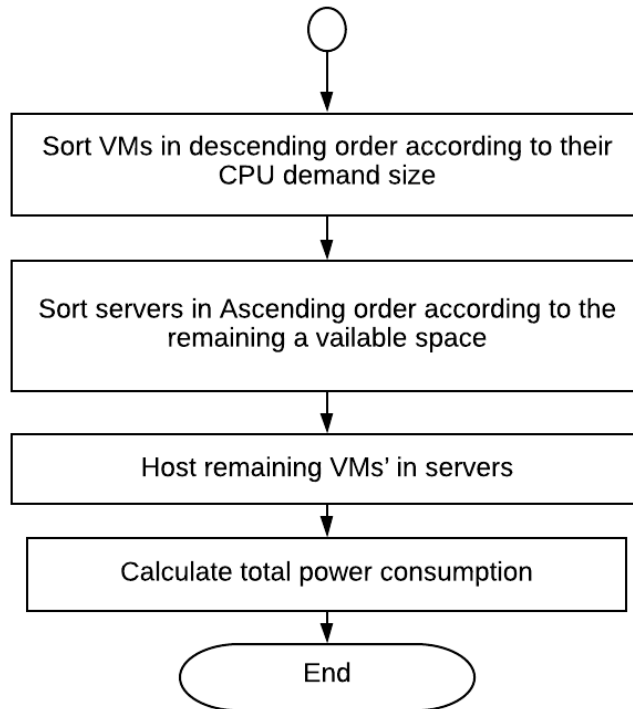 Sort VMs in descending order according to their
CPU demand size
Sort servers in Ascending order according to the
remaining a vailable space
Host remaining VMs’ in servers
Calculate total power consumption
End